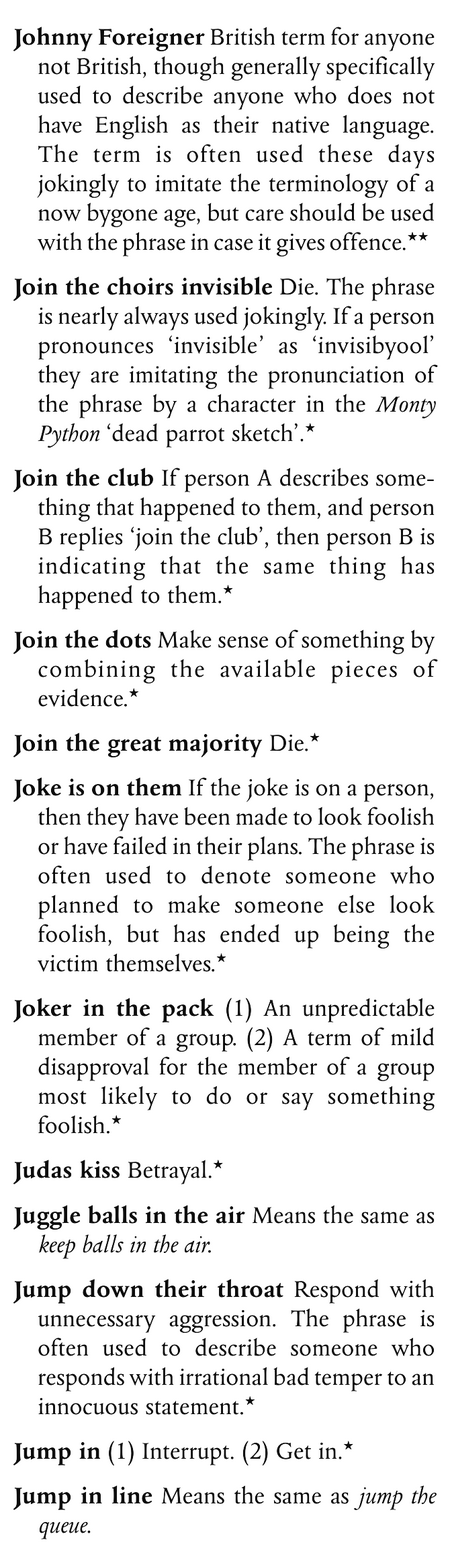 Johnny Foreigner British term for anyone
not British, though generally specifically
used to describe anyone who does not
have English as their native language.
The term is often used these days
jokingly to imitate the terminology of a
now bygone age, but care should be used
with the phrase in case it gives offence.★★
Join the choirs invisible Die. The phrase
is nearly always used jokingly. If a person
pronounces ‘invisible’ as ‘invisibyool’
they are imitating the pronunciation of
the phrase by a character in the Monty
Python ‘dead parrot sketch’.★
Join the club If person A describes some-
thing that happened to them, and person
B replies ‘join the club’, then person B is
indicating that the same thing has
happened to them.★
Join the dots Make sense of something by
combining the available pieces of
evidence.★
Join the great majority Die.★
Joke is on them If the joke is on a person,
then they have been made to look foolish
or have failed in their plans. The phrase is
often used to denote someone who
planned to make someone else look
foolish, but has ended up being the
victim themselves.★
Joker in the pack (1) An unpredictable
member of a group. (2) A term of mild
disapproval for the member of a group
most likely to do or say something
foolish.★
Judas kiss Betrayal.★
Juggle balls in the air Means the same as
keep balls in the air.
Jump down their throat Respond with
unnecessary aggression. The phrase is
often used to describe someone who
responds with irrational bad temper to an
innocuous statement.★
Jump in (1) Interrupt. (2) Get in.★
Jump in line Means the same as jump the
queue.